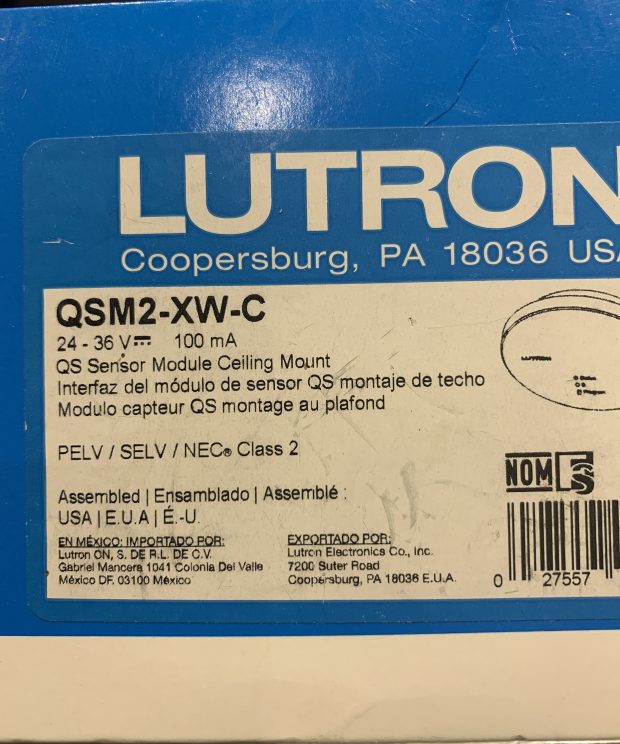 LUTRON
Coopersburg, PA 18036 USA
QSM2-XW-C
24 - 36 V⎓ 100 mA
QS Sensor Module Ceiling Mount
Interfaz del módulo de sensor QS montaje de techo
Modulo capteur QS montage au plafond
PELV / SELV / NEC® Class 2
Assembled | Ensamblado | Assemblé :
USA | E.U.A | É.-U.
EN MÉXICO: IMPORTADO POR:
Lutron CN, S. DE R.L. DE C.V.
Gabriel Mancera 1041 Colonia Del Valle
México DF. 03100 México
EXPORTADO POR:
Lutron Electronics Co., Inc.
7200 Suter Road
Coopersburg, PA 18036 E.U.A.
LUTRON
NOM
0 27557